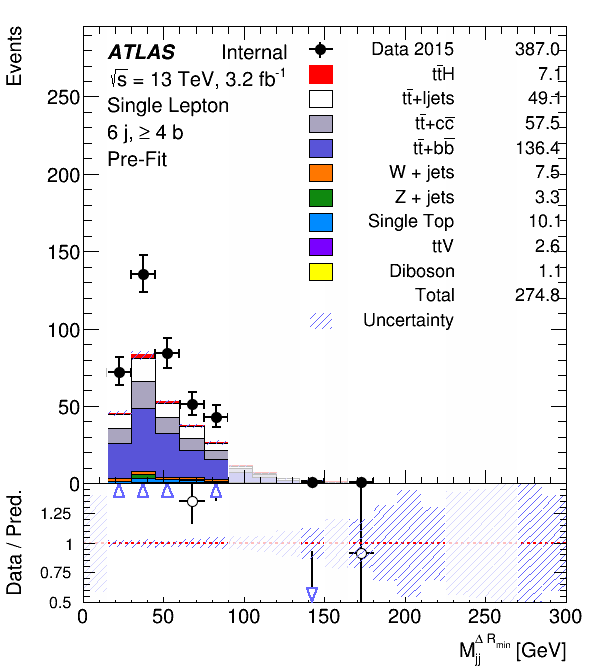 Events
ATLAS Internal
√s = 13 TeV, 3.2 fb⁻¹
Single Lepton
6 j, ≥ 4 b
Pre-Fit
Data 2015 387.0
tt̄H 7.1
tt̄+ljets 49.1
tt̄+cc̄ 57.5
tt̄+bb̄ 136.4
W + jets 7.5
Z + jets 3.3
Single Top 10.1
ttV 2.6
Diboson 1.1
Total 274.8
Uncertainty
250
200
150
100
50
0
Data / Pred.
1.25
1
0.75
0.5
0 50 100 150 200 250 300
M_jj^Δ R_min [GeV]